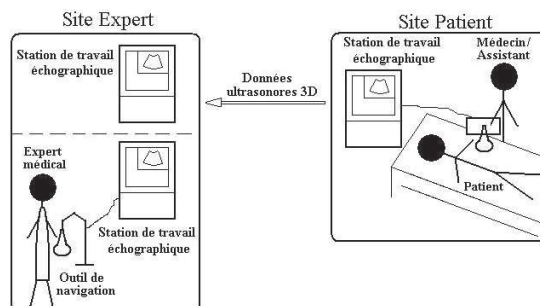 Site Expert
Station de travail
échographique
Expert
médical
Station de travail
échographique
Outil de
navigation
Données
ultrasonores 3D
Site Patient
Station de travail
échographique
Médecin/
Assistant
Patient